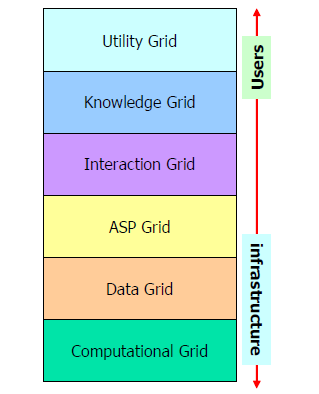 Utility Grid
Knowledge Grid
Interaction Grid
ASP Grid
Data Grid
Computational Grid
Users
infrastructure